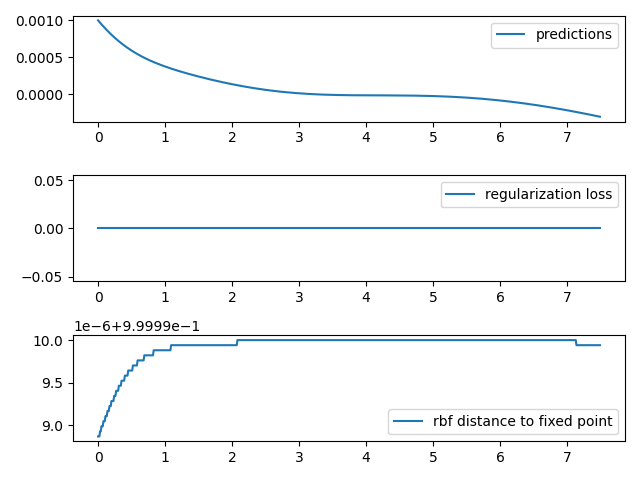 0.0010
0.0005
0.0000
predictions
0 1 2 3 4 5 6 7
0.05
0.00
−0.05
regularization loss
0 1 2 3 4 5 6 7
1e−6+9.9999e−1
10.0
9.5
9.0
rbf distance to fixed point
0 1 2 3 4 5 6 7